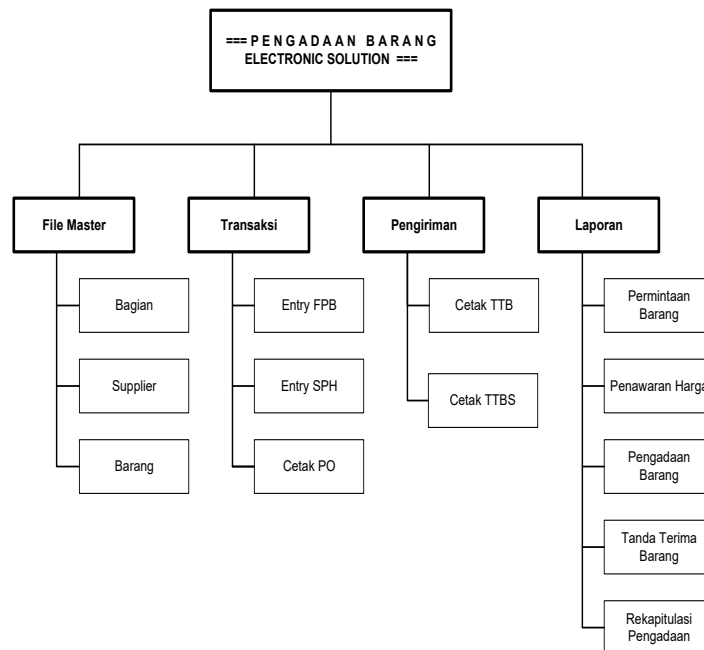 === P E N G A D A A N  B A R A N G
ELECTRONIC SOLUTION ===
File Master
Transaksi
Pengiriman
Laporan
Bagian
Supplier
Barang
Entry FPB
Entry SPH
Cetak PO
Cetak TTB
Cetak TTBS
Permintaan
Barang
Penawaran Harga
Pengadaan
Barang
Tanda Terima
Barang
Rekapitulasi
Pengadaan